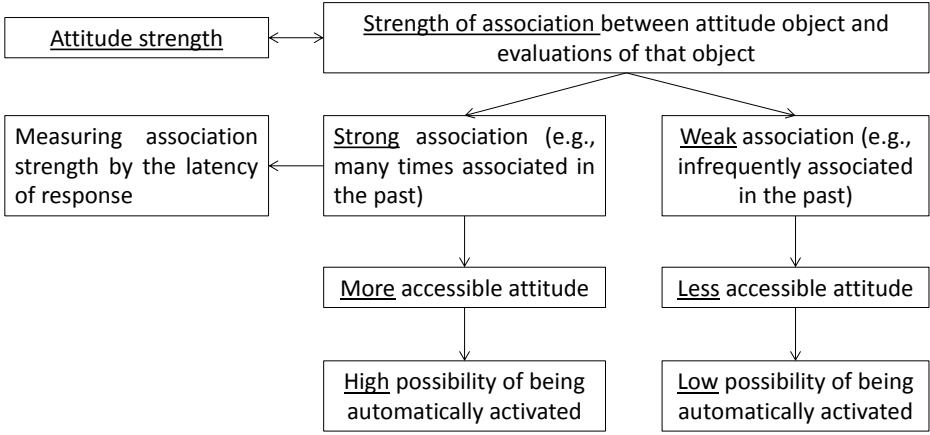 Attitude strength
Strength of association between attitude object and
evaluations of that object
Measuring association
strength by the latency
of response
Strong association (e.g.,
many times associated in
the past)
Weak association (e.g.,
infrequently associated
in the past)
More accessible attitude
Less accessible attitude
High possibility of being
automatically activated
Low possibility of being
automatically activated